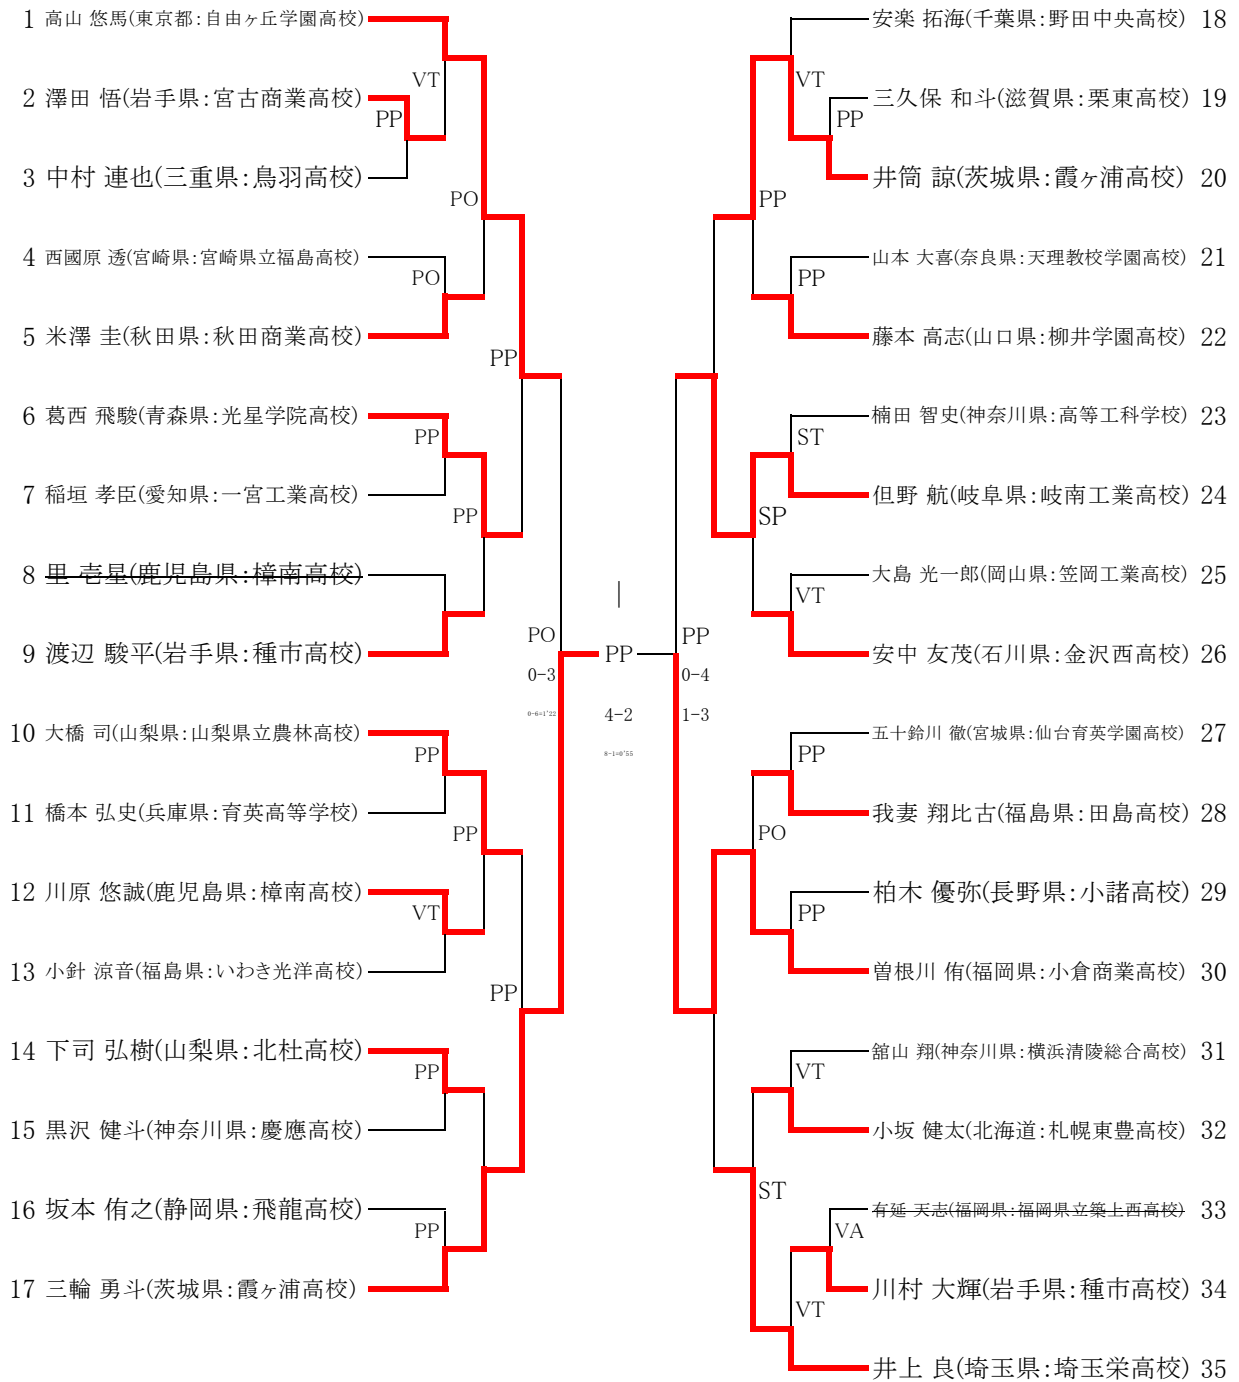 1 高山 悠馬(東京都:自由ヶ丘学園高校)
VT
2 澤田 悟(岩手県:宮古商業高校)
PP
3 中村 連也(三重県:鳥羽高校)
PO
4 西國原 透(宮崎県:宮崎県立福島高校)
PO
5 米澤 圭(秋田県:秋田商業高校)
PP
6 葛西 飛駿(青森県:光星学院高校)
PP
7 稲垣 孝臣(愛知県:一宮工業高校)
PP
8 里 壱星(鹿児島県:樟南高校)
9 渡辺 駿平(岩手県:種市高校)
10 大橋 司(山梨県:山梨県立農林高校)
PP
11 橋本 弘史(兵庫県:育英高等学校)
PP
12 川原 悠誠(鹿児島県:樟南高校)
VT
13 小針 涼音(福島県:いわき光洋高校)
PP
14 下司 弘樹(山梨県:北杜高校)
PP
15 黒沢 健斗(神奈川県:慶應高校)
16 坂本 侑之(静岡県:飛龍高校)
PP
17 三輪 勇斗(茨城県:霞ヶ浦高校)
PO
0-3
0-6=1'22
|
PP
4-2
8-1=0'55
PP
0-4
1-3
安楽 拓海(千葉県:野田中央高校) 18
VT
三久保 和斗(滋賀県:栗東高校) 19
PP
井筒 諒(茨城県:霞ヶ浦高校) 20
PP
山本 大喜(奈良県:天理教校学園高校) 21
PP
藤本 高志(山口県:柳井学園高校) 22
楠田 智史(神奈川県:高等工科学校) 23
ST
但野 航(岐阜県:岐南工業高校) 24
SP
大島 光一郎(岡山県:笠岡工業高校) 25
VT
安中 友茂(石川県:金沢西高校) 26
五十鈴川 徹(宮城県:仙台育英学園高校) 27
PP
我妻 翔比古(福島県:田島高校) 28
PO
柏木 優弥(長野県:小諸高校) 29
PP
曽根川 侑(福岡県:小倉商業高校) 30
舘山 翔(神奈川県:横浜清陵総合高校) 31
VT
小坂 健太(北海道:札幌東豊高校) 32
ST
有延 天志(福岡県:福岡県立築上西高校) 33
VA
川村 大輝(岩手県:種市高校) 34
VT
井上 良(埼玉県:埼玉栄高校) 35